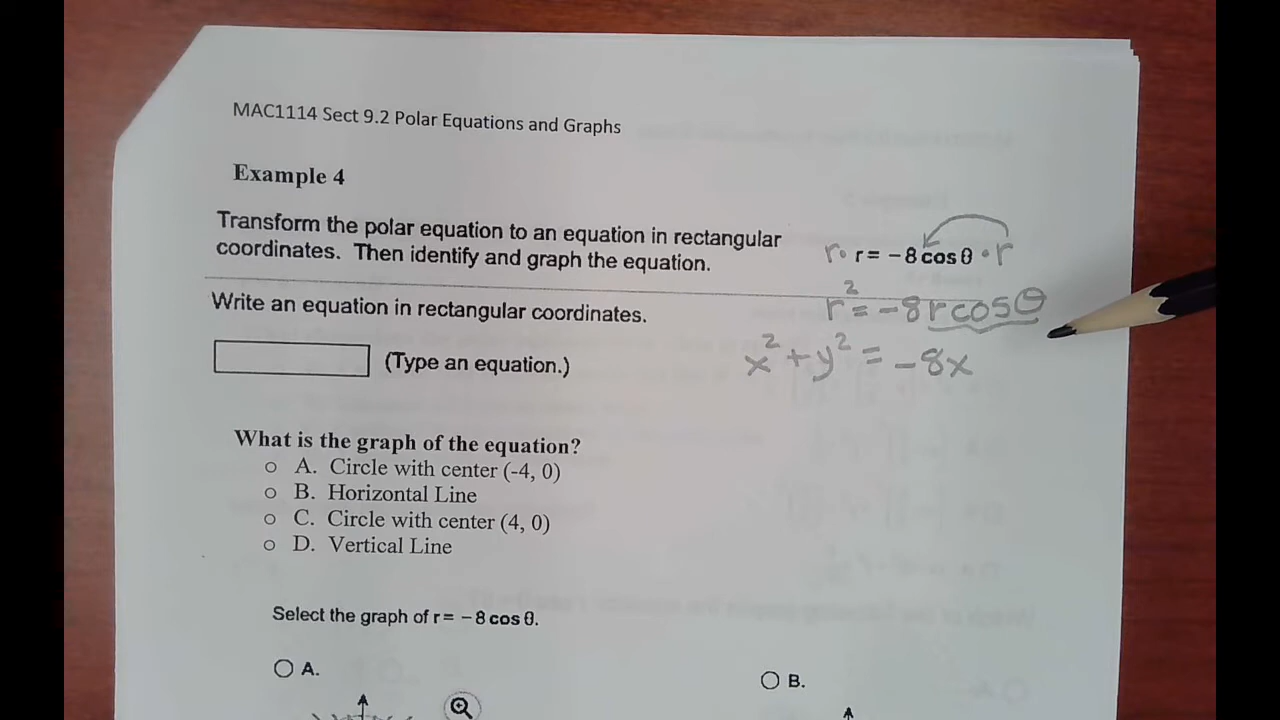 MAC1114 Sect 9.2 Polar Equations and Graphs
Example 4
Transform the polar equation to an equation in rectangular
coordinates. Then identify and graph the equation.
r · r = −8 cos θ · r
r² = −8rcosθ
Write an equation in rectangular coordinates.
x² + y² = −8x
(Type an equation.)
What is the graph of the equation?
A. Circle with center (-4, 0)
B. Horizontal Line
C. Circle with center (4, 0)
D. Vertical Line
Select the graph of r = −8 cos θ.
A.
B.